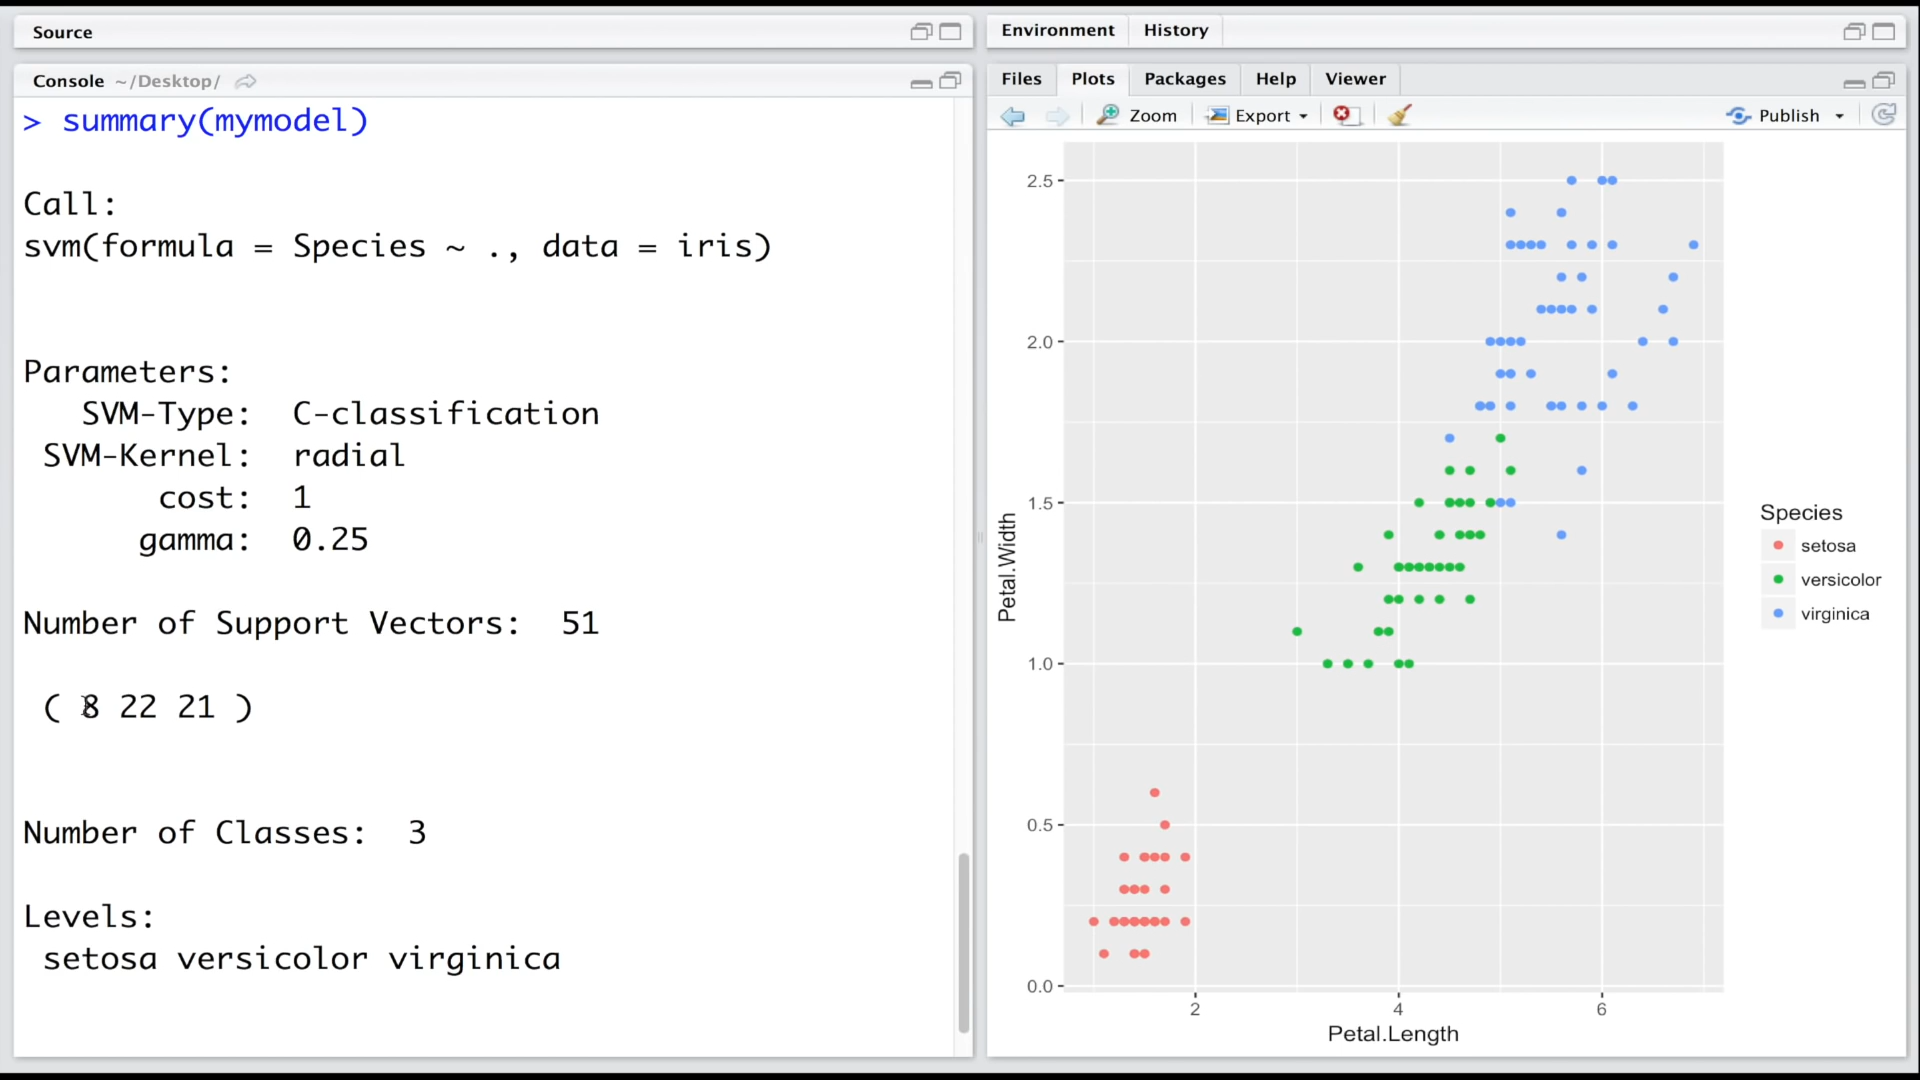 Source
Console ~/Desktop/
> summary(mymodel)
Call:
svm(formula = Species ~ ., data = iris)
Parameters:
SVM-Type: C-classification
SVM-Kernel: radial
cost: 1
gamma: 0.25
Number of Support Vectors: 51
( 8 22 21 )
Number of Classes: 3
Levels:
setosa versicolor virginica
Environment History
Files Plots Packages Help Viewer
Zoom Export Publish
2.5
2.0
1.5
1.0
0.5
0.0
Petal.Width
2 4 6
Petal.Length
Species
setosa
versicolor
virginica